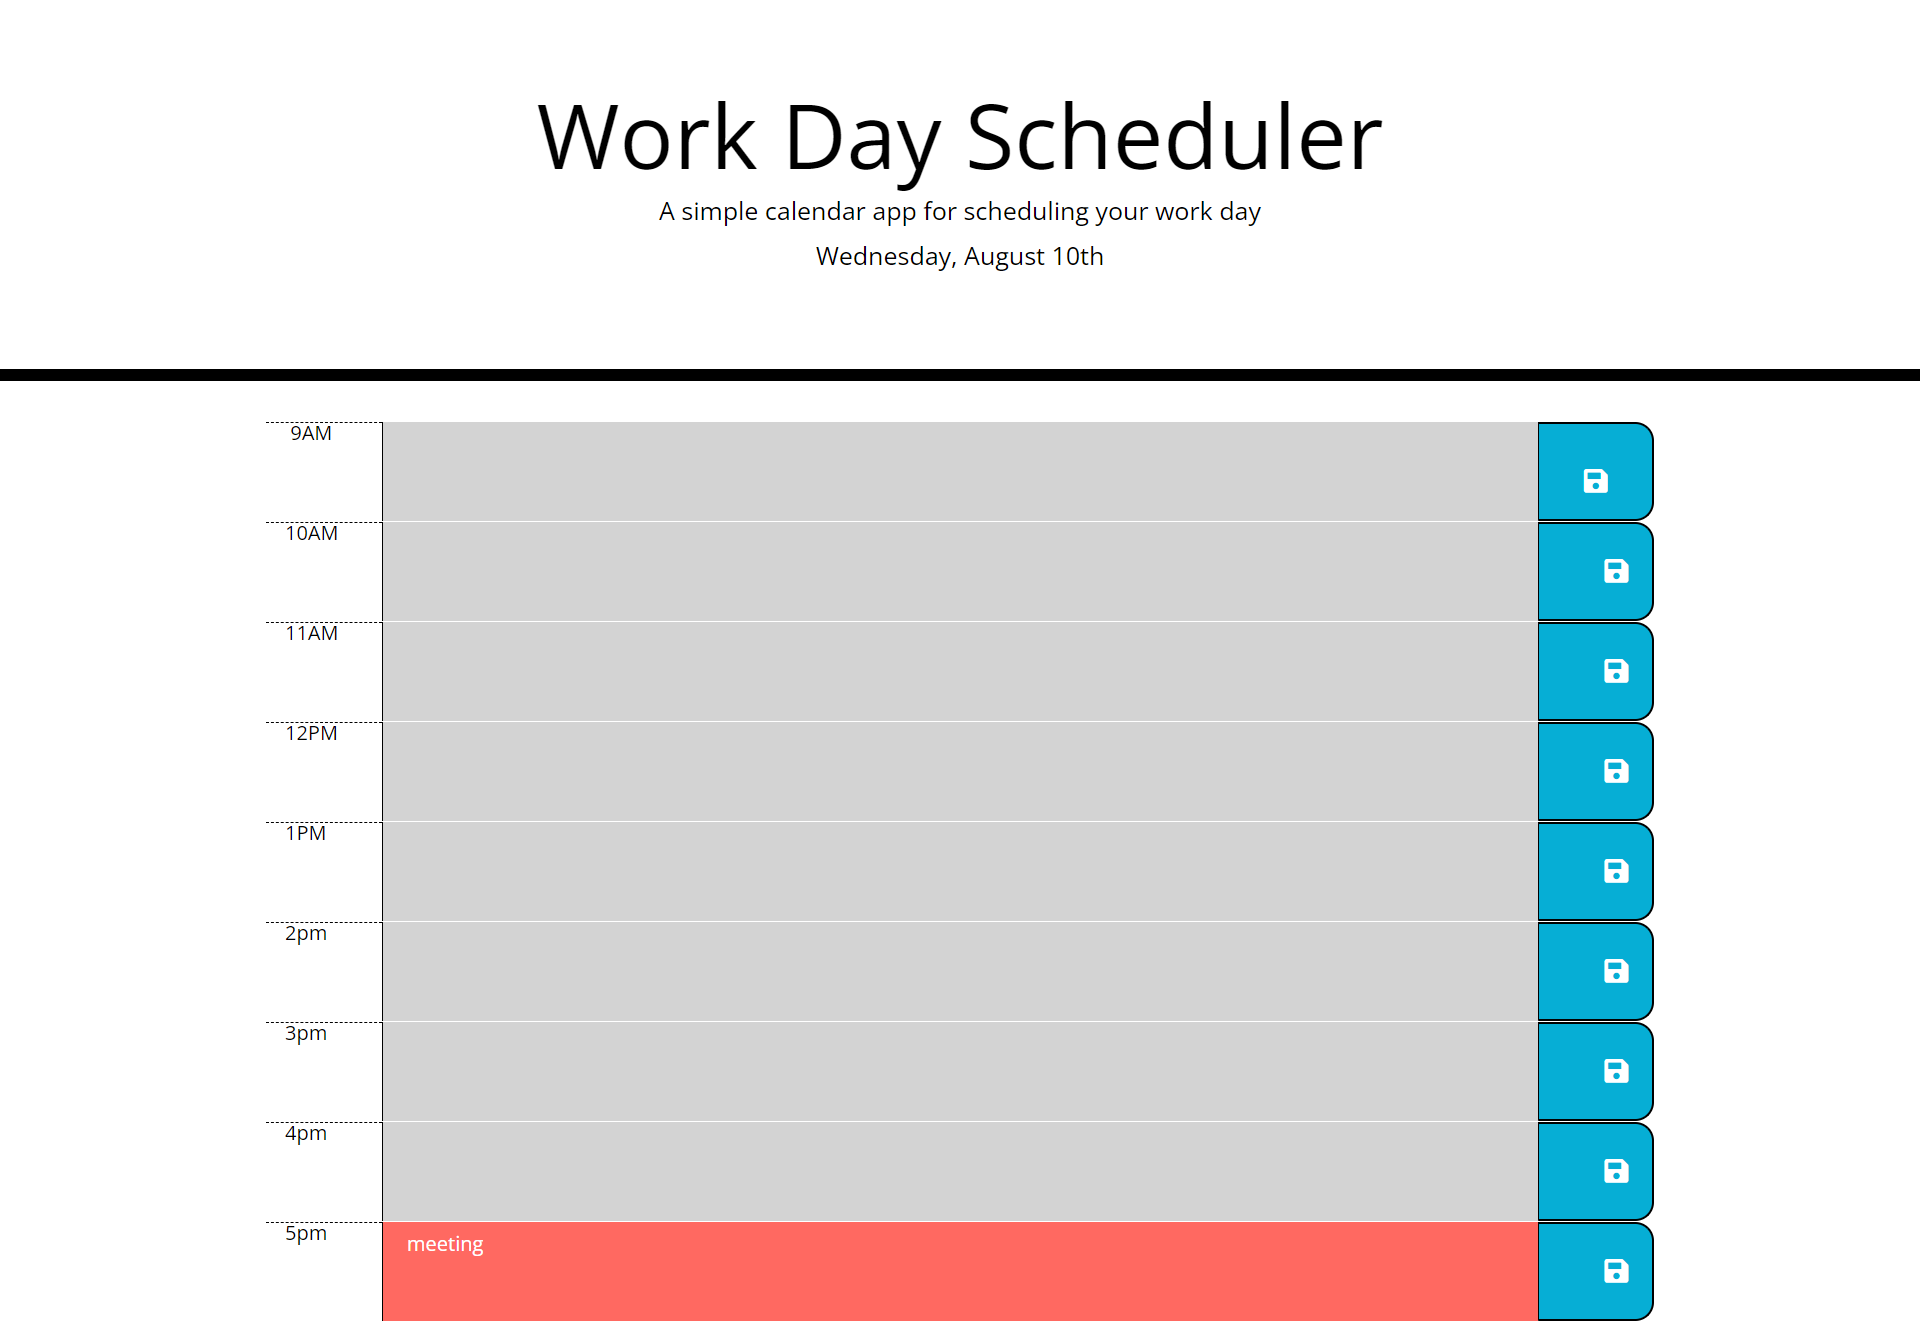 Work Day Scheduler
A simple calendar app for scheduling your work day
Wednesday, August 10th
9AM
10AM
11AM
12PM
1PM
2pm
3pm
4pm
5pm
meeting